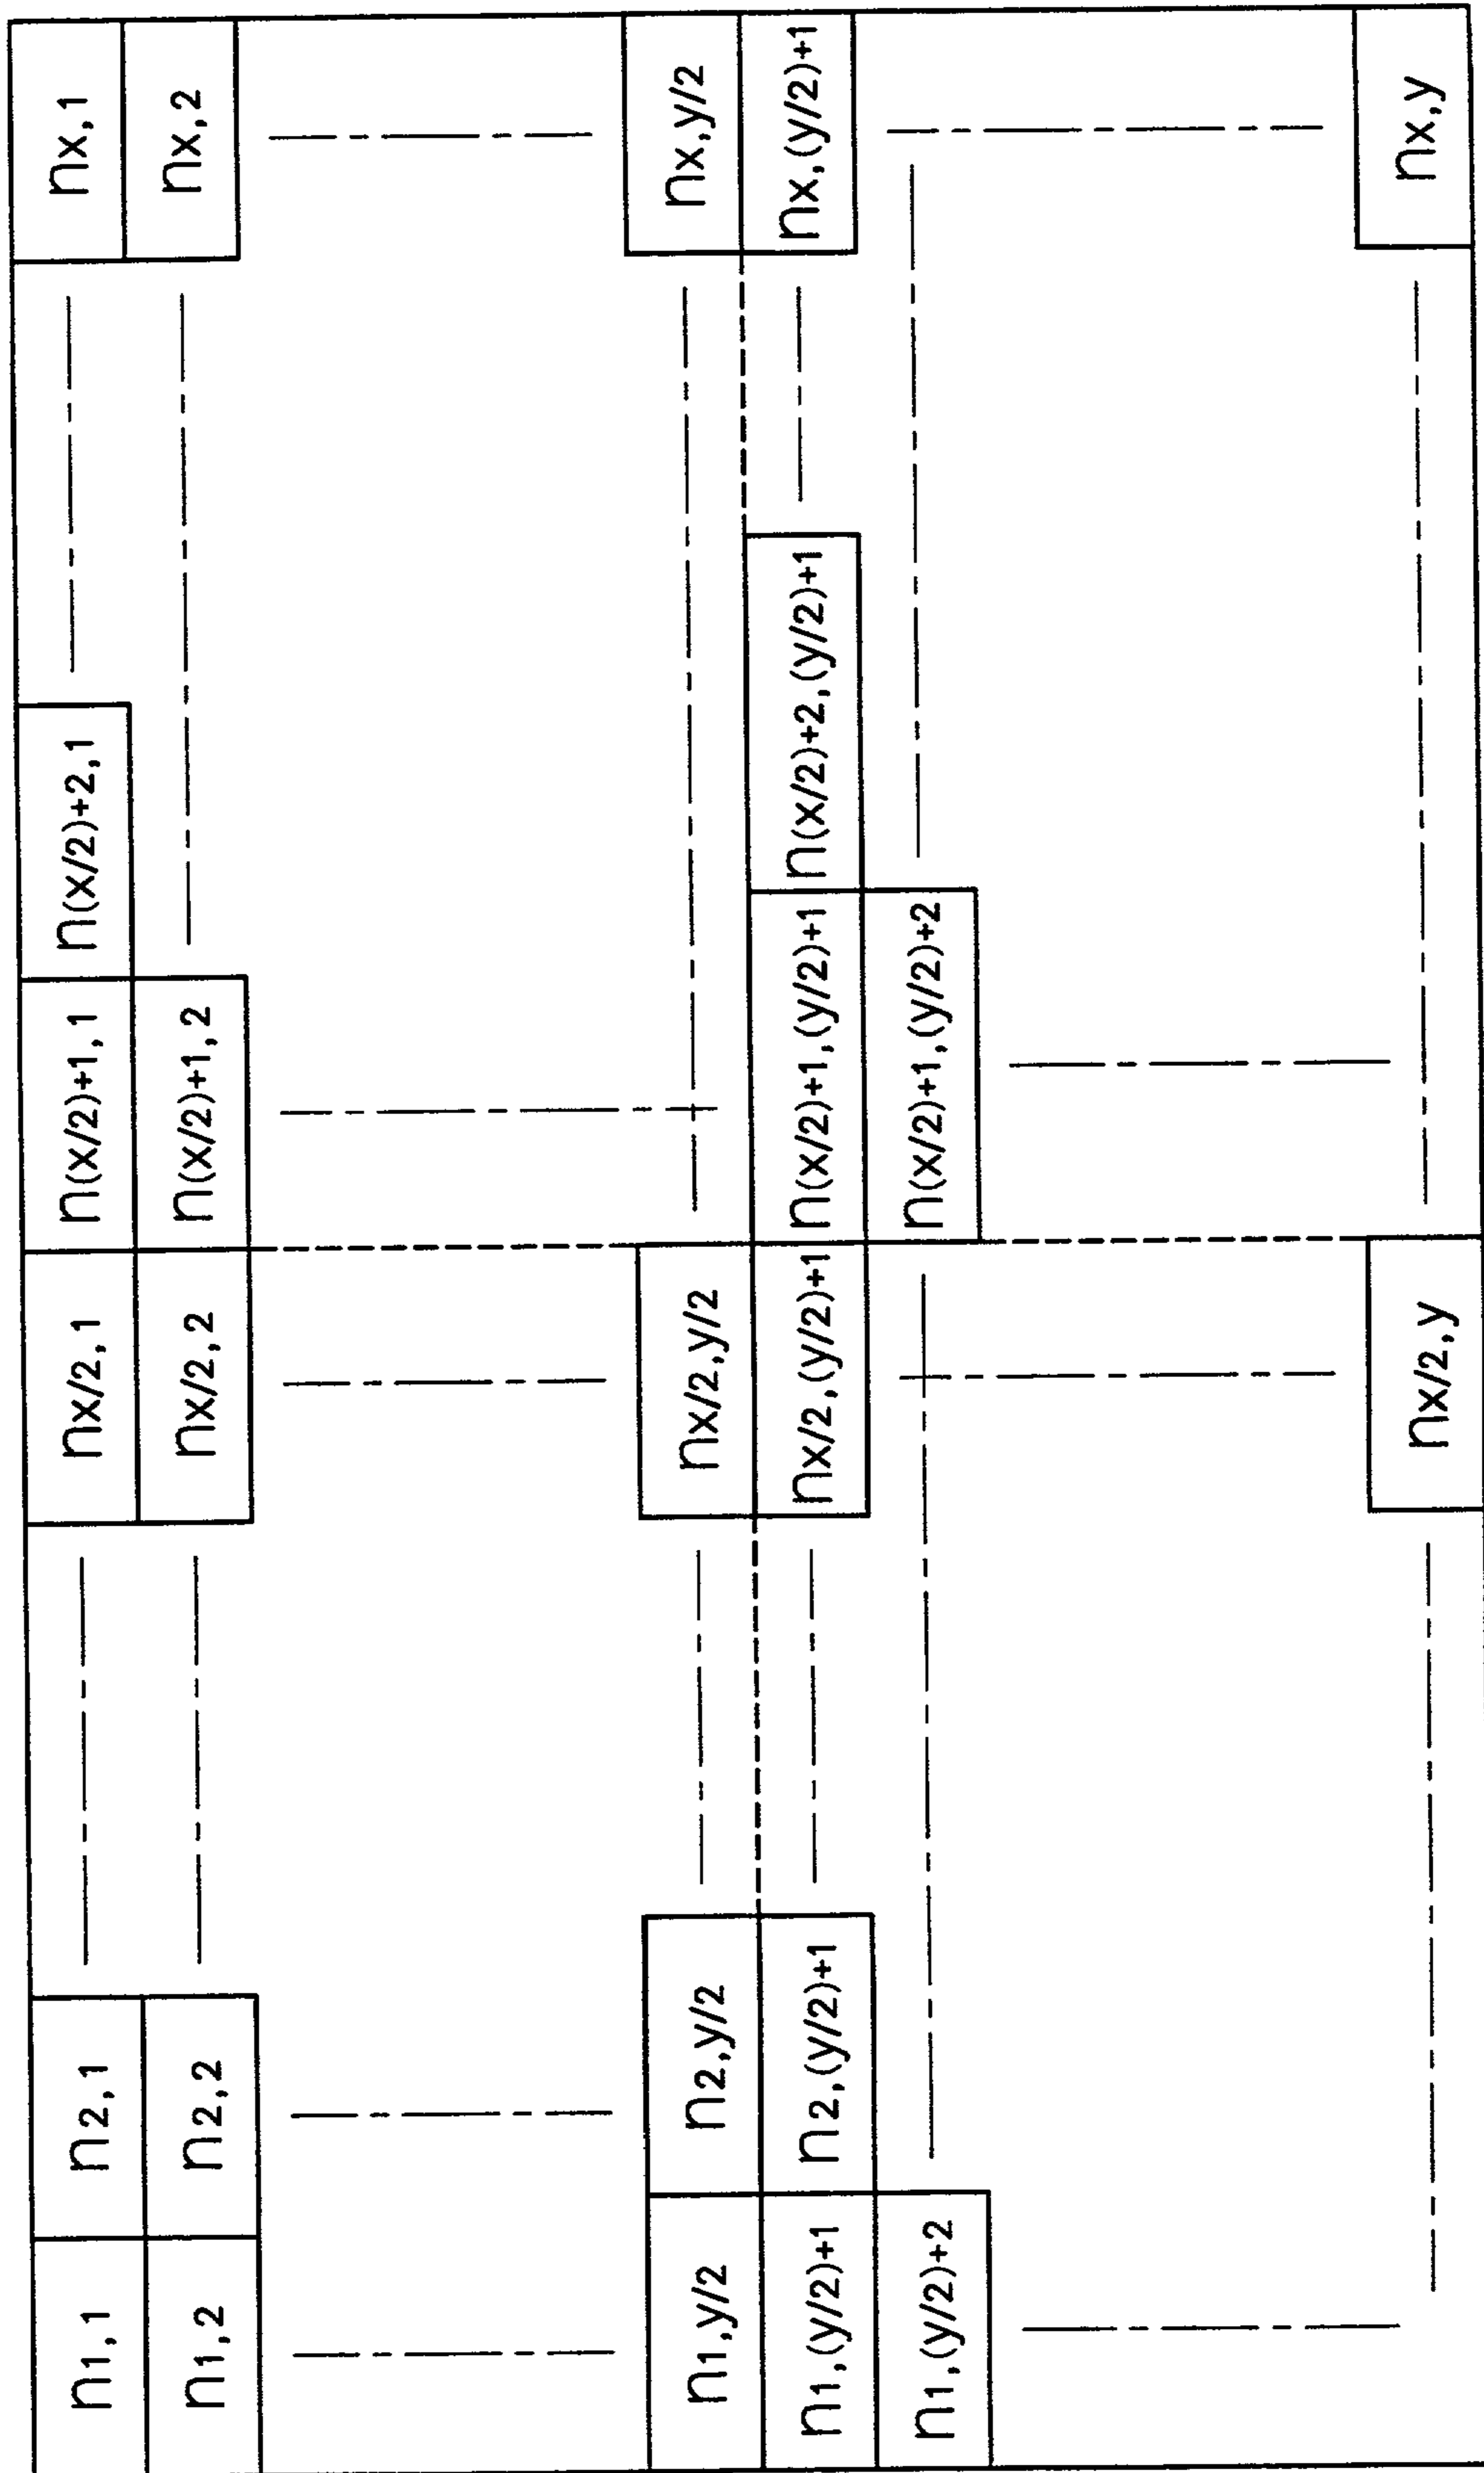 n1,1
n2,1
nx/2,1
n(x/2)+1,1
n(x/2)+2,1
nx,1
n1,2
n2,2
nx/2,2
n(x/2)+1,2
nx,2
n1,y/2
n2,y/2
nx/2,y/2
nx,y/2
n1,(y/2)+1
n2,(y/2)+1
nx/2,(y/2)+1
n(x/2)+1,(y/2)+1
n(x/2)+2,(y/2)+1
nx,(y/2)+1
n1,(y/2)+2
n(x/2)+1,(y/2)+2
nx/2,y
nx,y